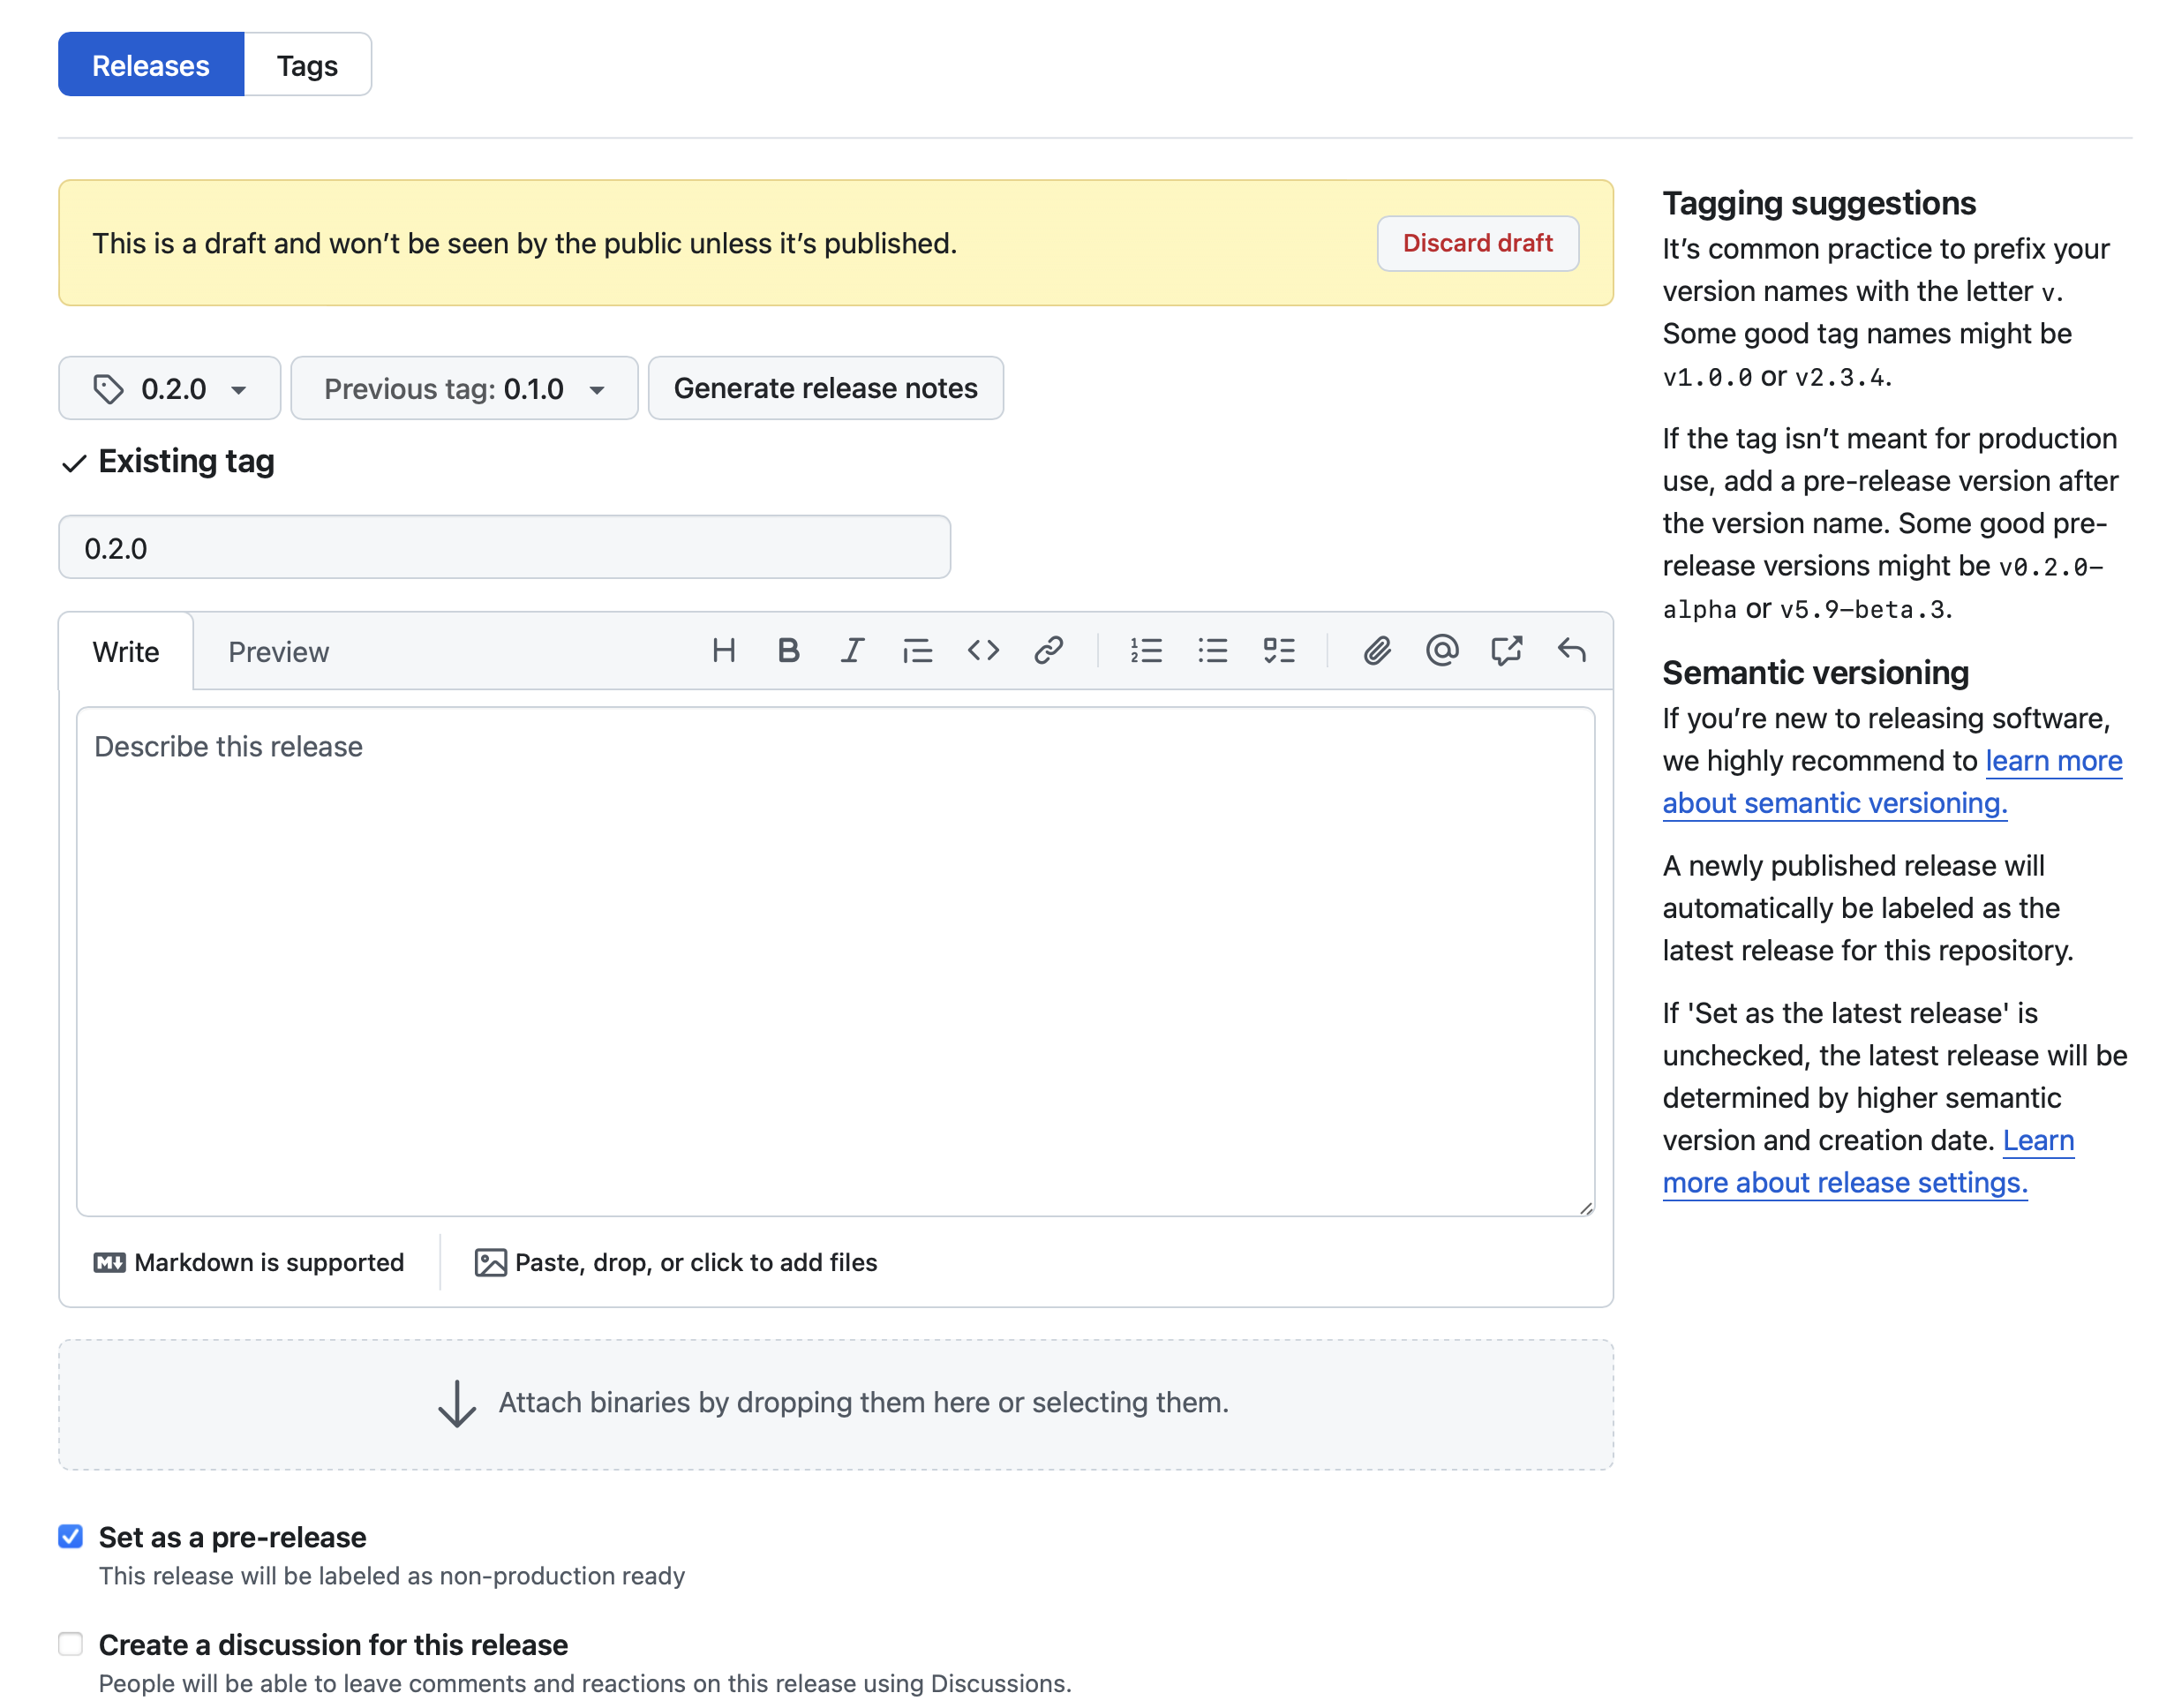 Releases
Tags
This is a draft and won’t be seen by the public unless it’s published.
Discard draft
0.2.0
Previous tag: 0.1.0
Generate release notes
Existing tag
0.2.0
Write
Preview
H B I
Describe this release
Markdown is supported
Paste, drop, or click to add files
Attach binaries by dropping them here or selecting them.
Set as a pre-release
This release will be labeled as non-production ready
Create a discussion for this release
People will be able to leave comments and reactions on this release using Discussions.
Tagging suggestions
It’s common practice to prefix your
version names with the letter v.
Some good tag names might be
v1.0.0 or v2.3.4.
If the tag isn’t meant for production
use, add a pre-release version after
the version name. Some good pre-
release versions might be v0.2.0-
alpha or v5.9-beta.3.
Semantic versioning
If you’re new to releasing software,
we highly recommend to learn more
about semantic versioning.
A newly published release will
automatically be labeled as the
latest release for this repository.
If 'Set as the latest release' is
unchecked, the latest release will be
determined by higher semantic
version and creation date. Learn
more about release settings.